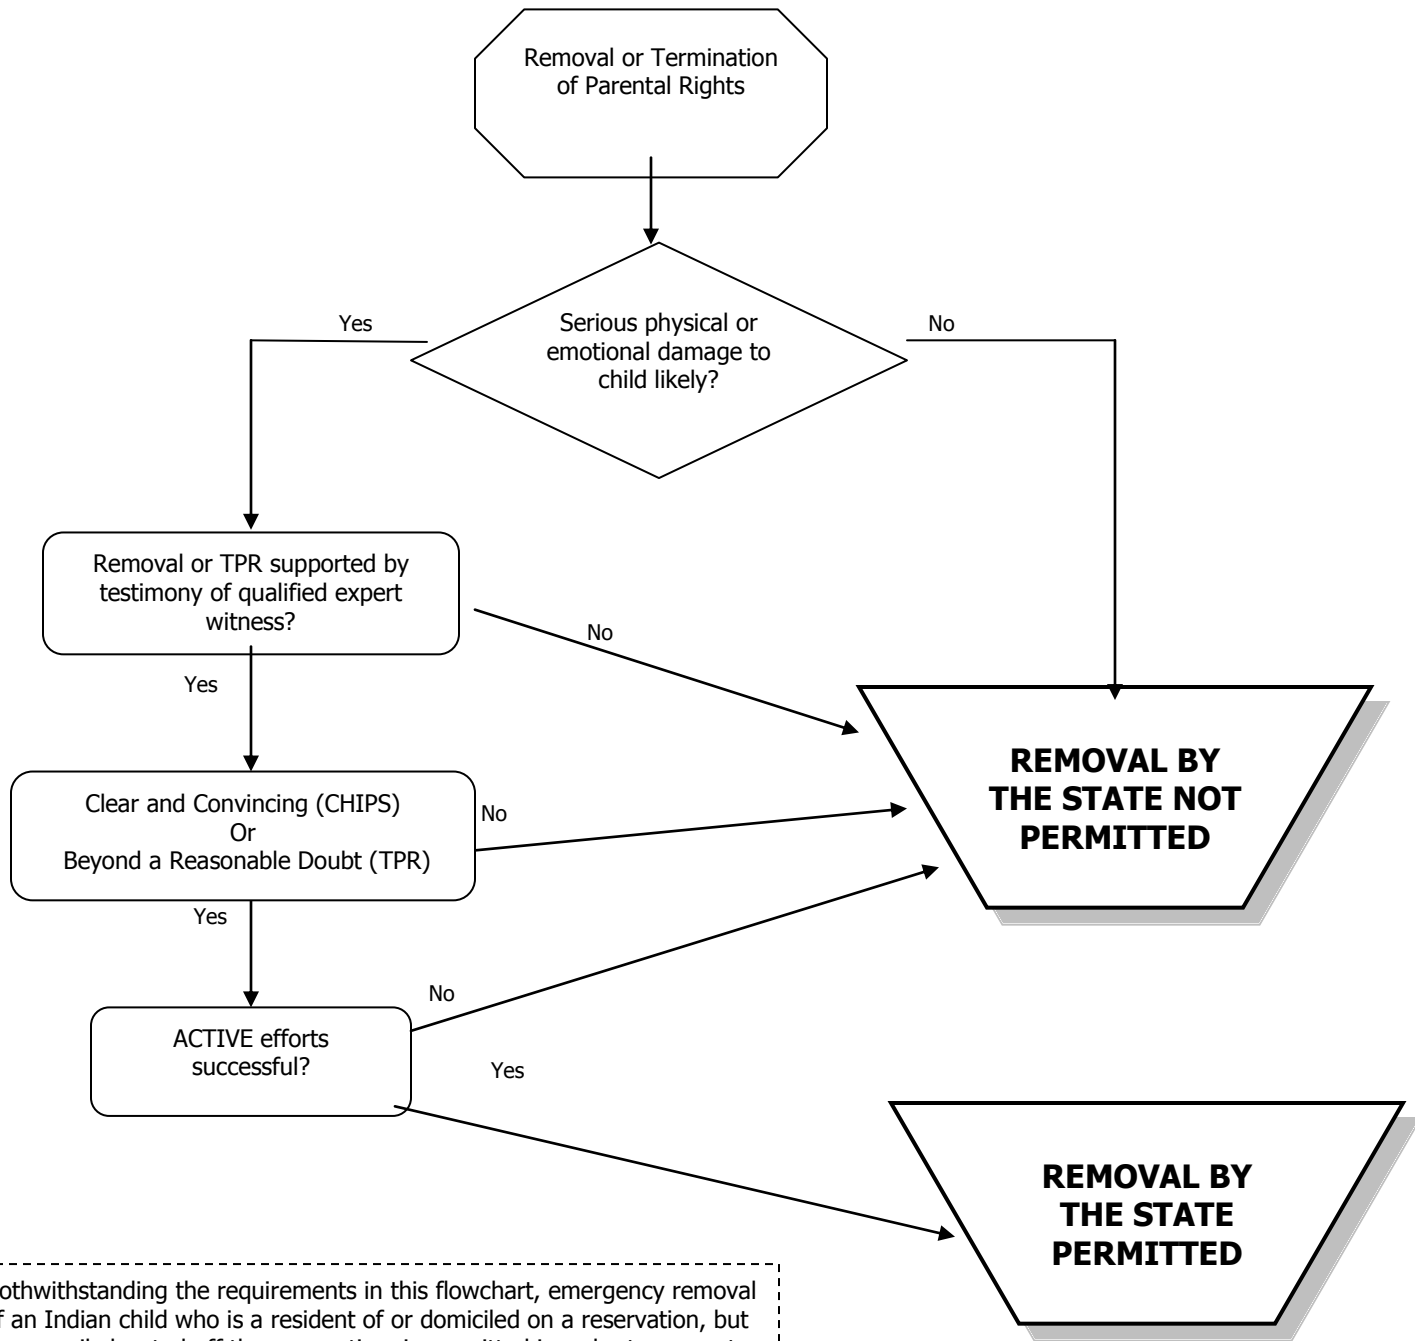 Removal or Termination
of Parental Rights
Yes
No
Serious physical or
emotional damage to
child likely?
Removal or TPR supported by
testimony of qualified expert
witness?
No
Yes
REMOVAL BY
THE STATE NOT
PERMITTED
Clear and Convincing (CHIPS)
Or
Beyond a Reasonable Doubt (TPR)
No
Yes
No
ACTIVE efforts
successful?
Yes
REMOVAL BY
THE STATE
PERMITTED
othwithstanding the requirements in this flowchart, emergency removal
f an Indian child who is a resident of or domiciled on a reservation, but